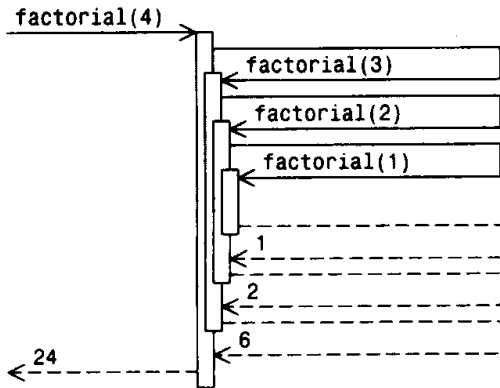 factorial(4)
factorial(3)
factorial(2)
factorial(1)
1
2
6
24